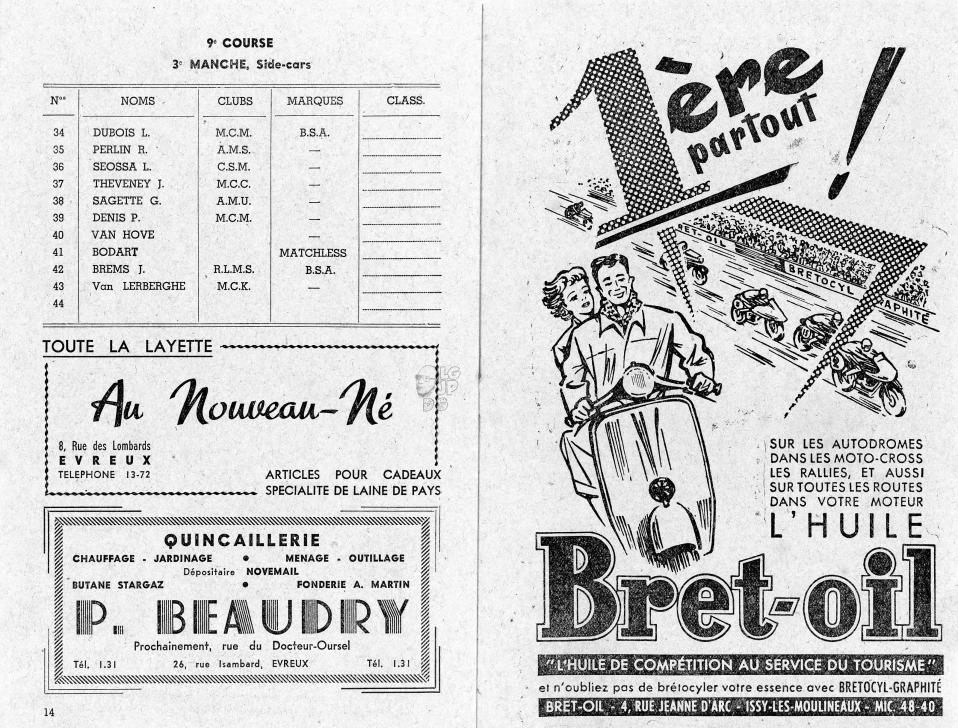 9e COURSE
3e MANCHE, Side-cars
Nos NOMS CLUBS MARQUES CLASS.
34 DUBOIS L. M.C.M. B.S.A.
35 PERLIN R. A.M.S. —
36 SEOSSA L. C.S.M. —
37 THEVENEY J. M.C.C. —
38 SAGETTE G. A.M.U. —
39 DENIS P. M.C.M. —
40 VAN HOVE —
41 BODART MATCHLESS
42 BREMS J. R.L.M.S. B.S.A.
43 Van LERBERGHE M.C.K. —
44
TOUTE LA LAYETTE
Au Nouveau-Né
8, Rue des Lombards
EVREUX
TELEPHONE 13-72
ARTICLES POUR CADEAUX
SPECIALITE DE LAINE DE PAYS
QUINCAILLERIE
CHAUFFAGE - JARDINAGE • MENAGE - OUTILLAGE
Dépositaire NOVEMAIL
BUTANE STARGAZ • FONDERIE A. MARTIN
P. BEAUDRY
Prochainement, rue du Docteur-Oursel
Tél. 1.31 26, rue Isambard, EVREUX Tél. 1.31
14
1ère
partout!
BRET-OIL
BRETOCYL-GRAPHITÉ
SUR LES AUTODROMES
DANS LES MOTO-CROSS
LES RALLIES, ET AUSSI
SUR TOUTES LES ROUTES
DANS VOTRE MOTEUR
L'HUILE
Bret-oil
"L'HUILE DE COMPÉTITION AU SERVICE DU TOURISME"
et n'oubliez pas de brétocyler votre essence avec BRETOCYL-GRAPHITÉ
BRET-OIL - 4, RUE JEANNE D'ARC - ISSY-LES-MOULINEAUX - MIC 48-40